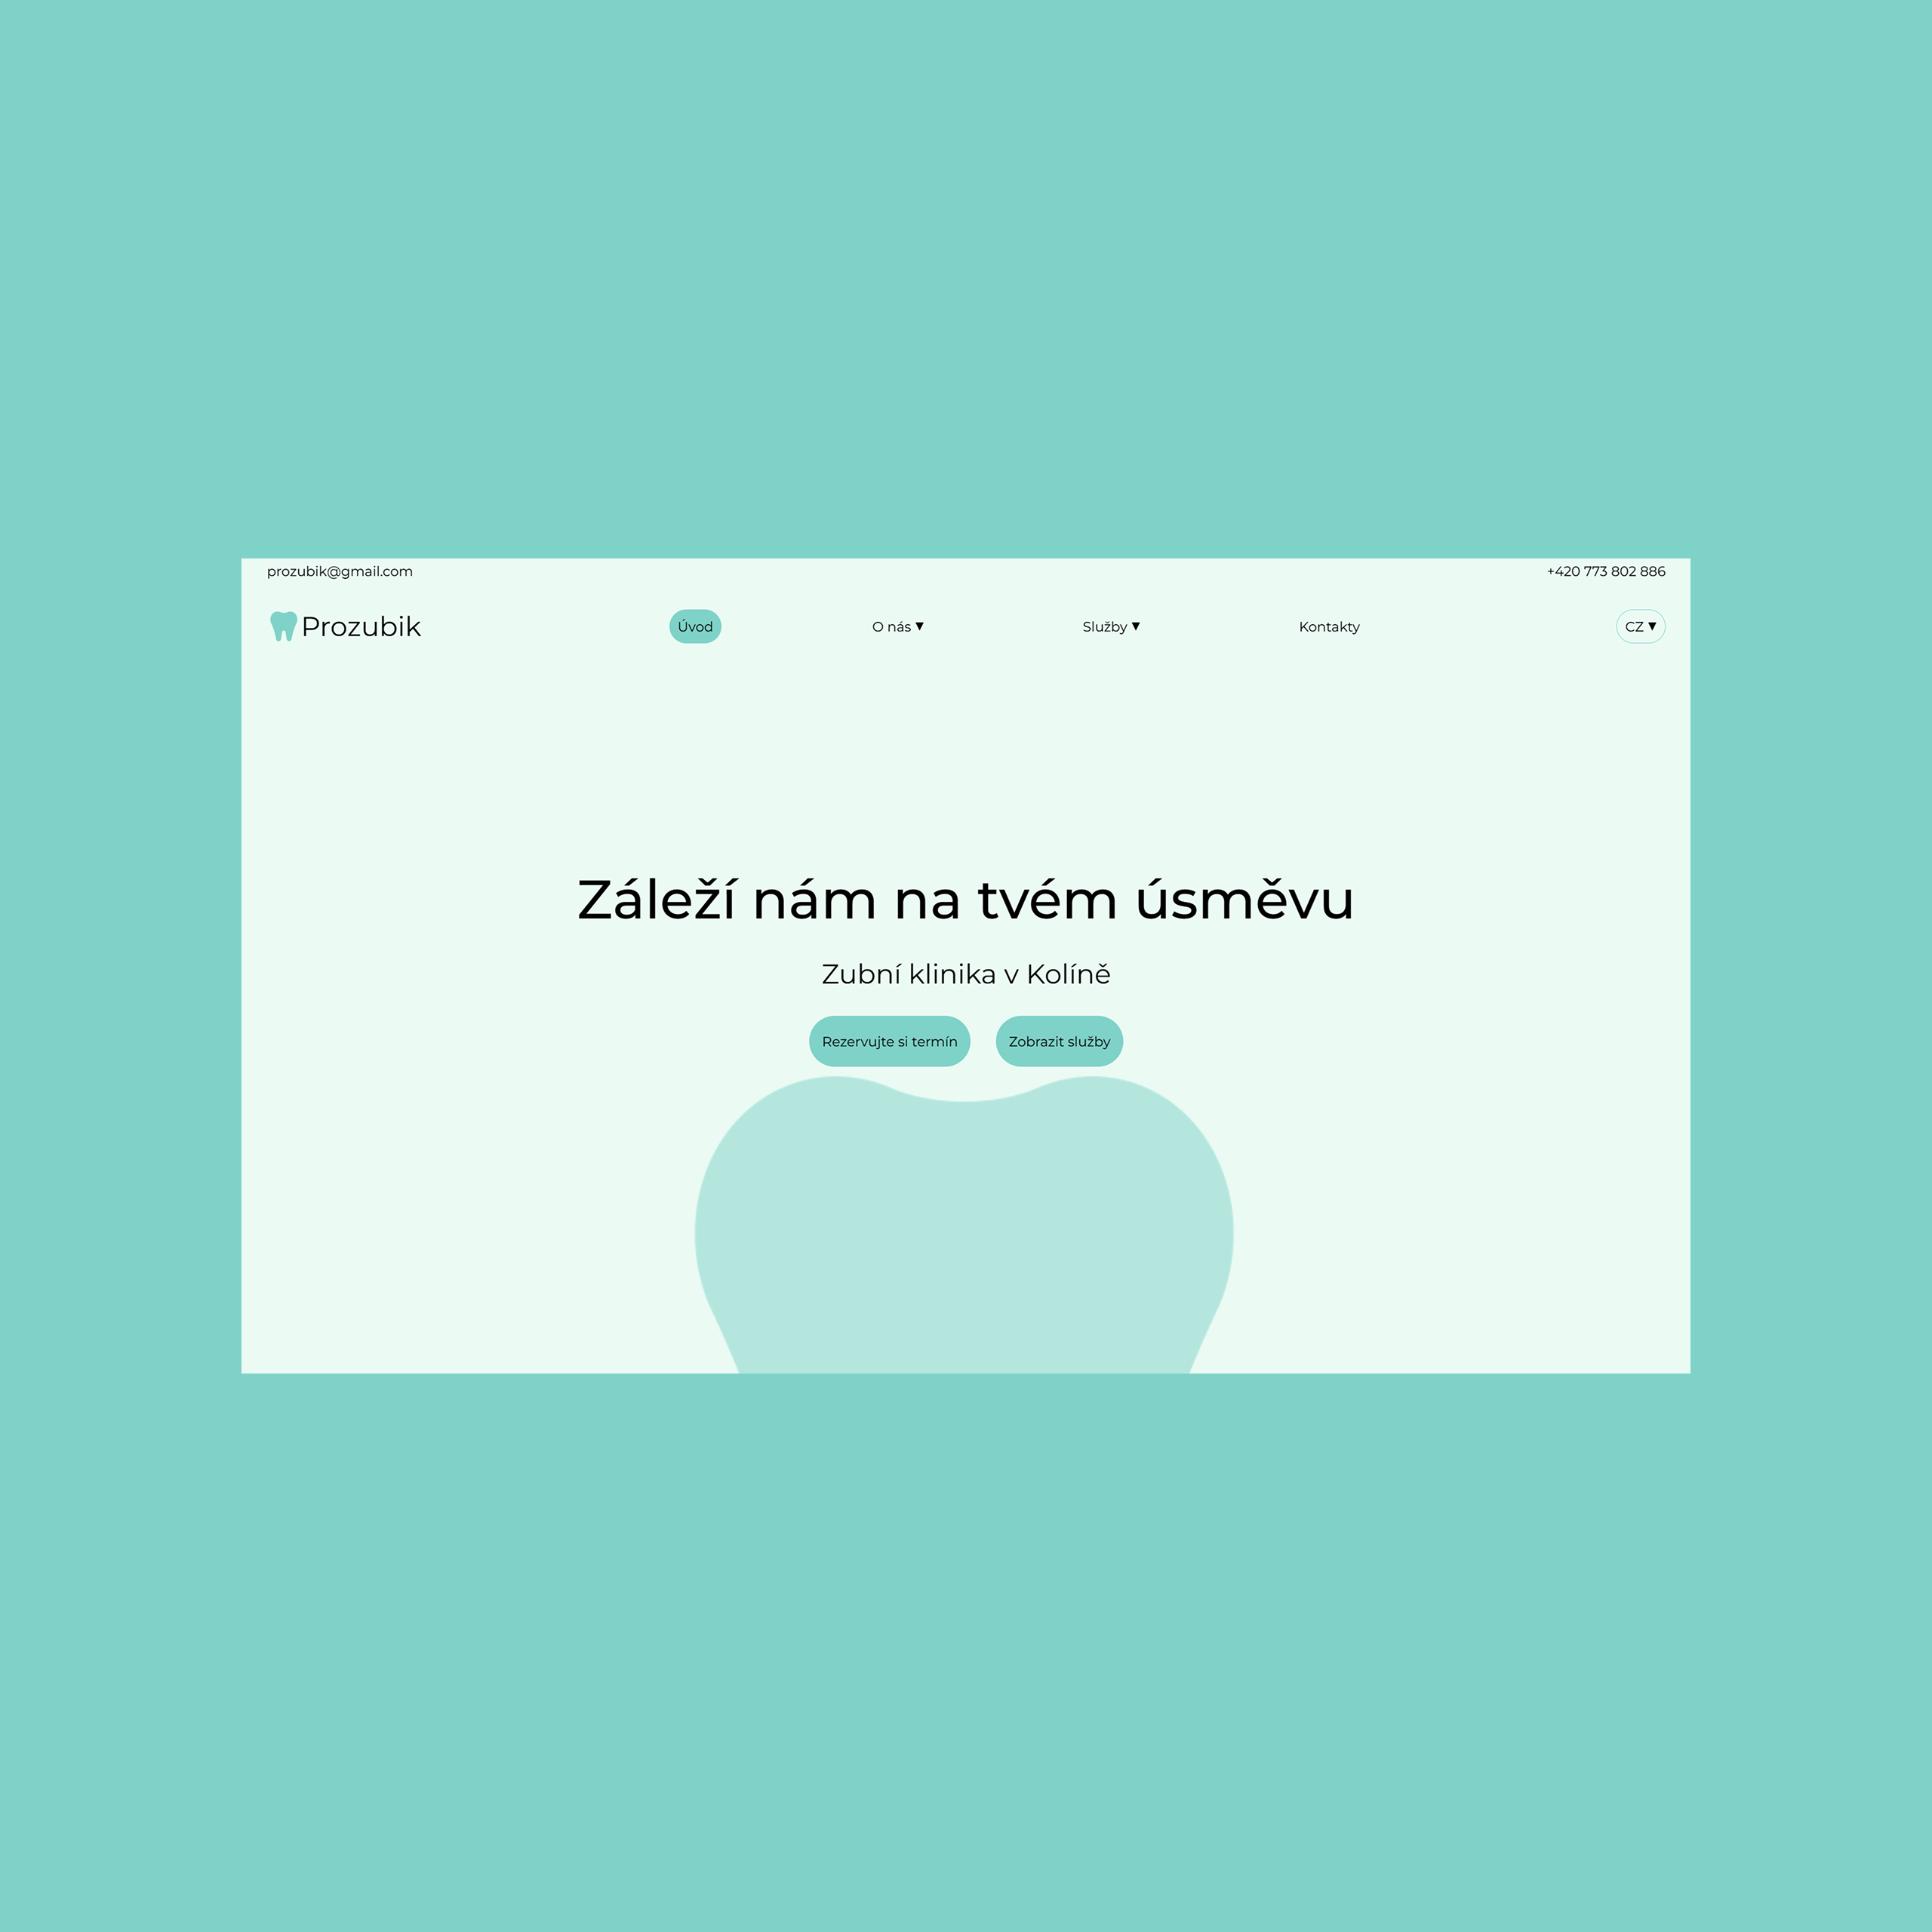 prozubik@gmail.com
+420 773 802 886
Prozubik
Úvod
O nás ▼
Služby ▼
Kontakty
CZ ▼
Záleží nám na tvém úsměvu
Zubní klinika v Kolíně
Rezervujte si termín
Zobrazit služby